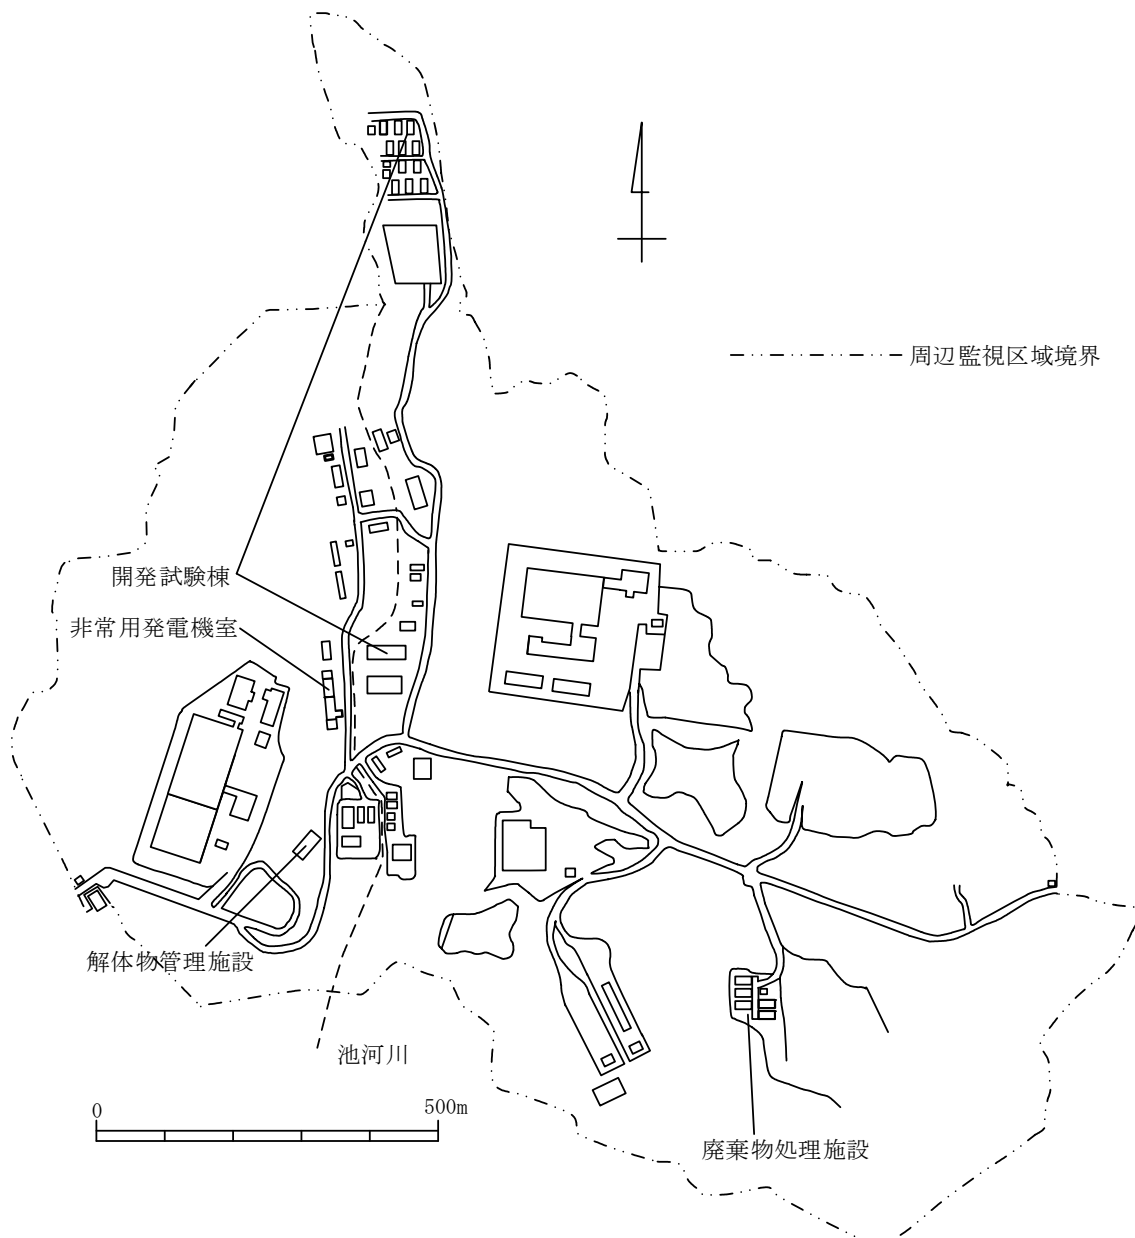 周辺監視区域境界
開発試験棟
非常用発電機室
解体物管理施設
池河川
0
500m
廃棄物処理施設